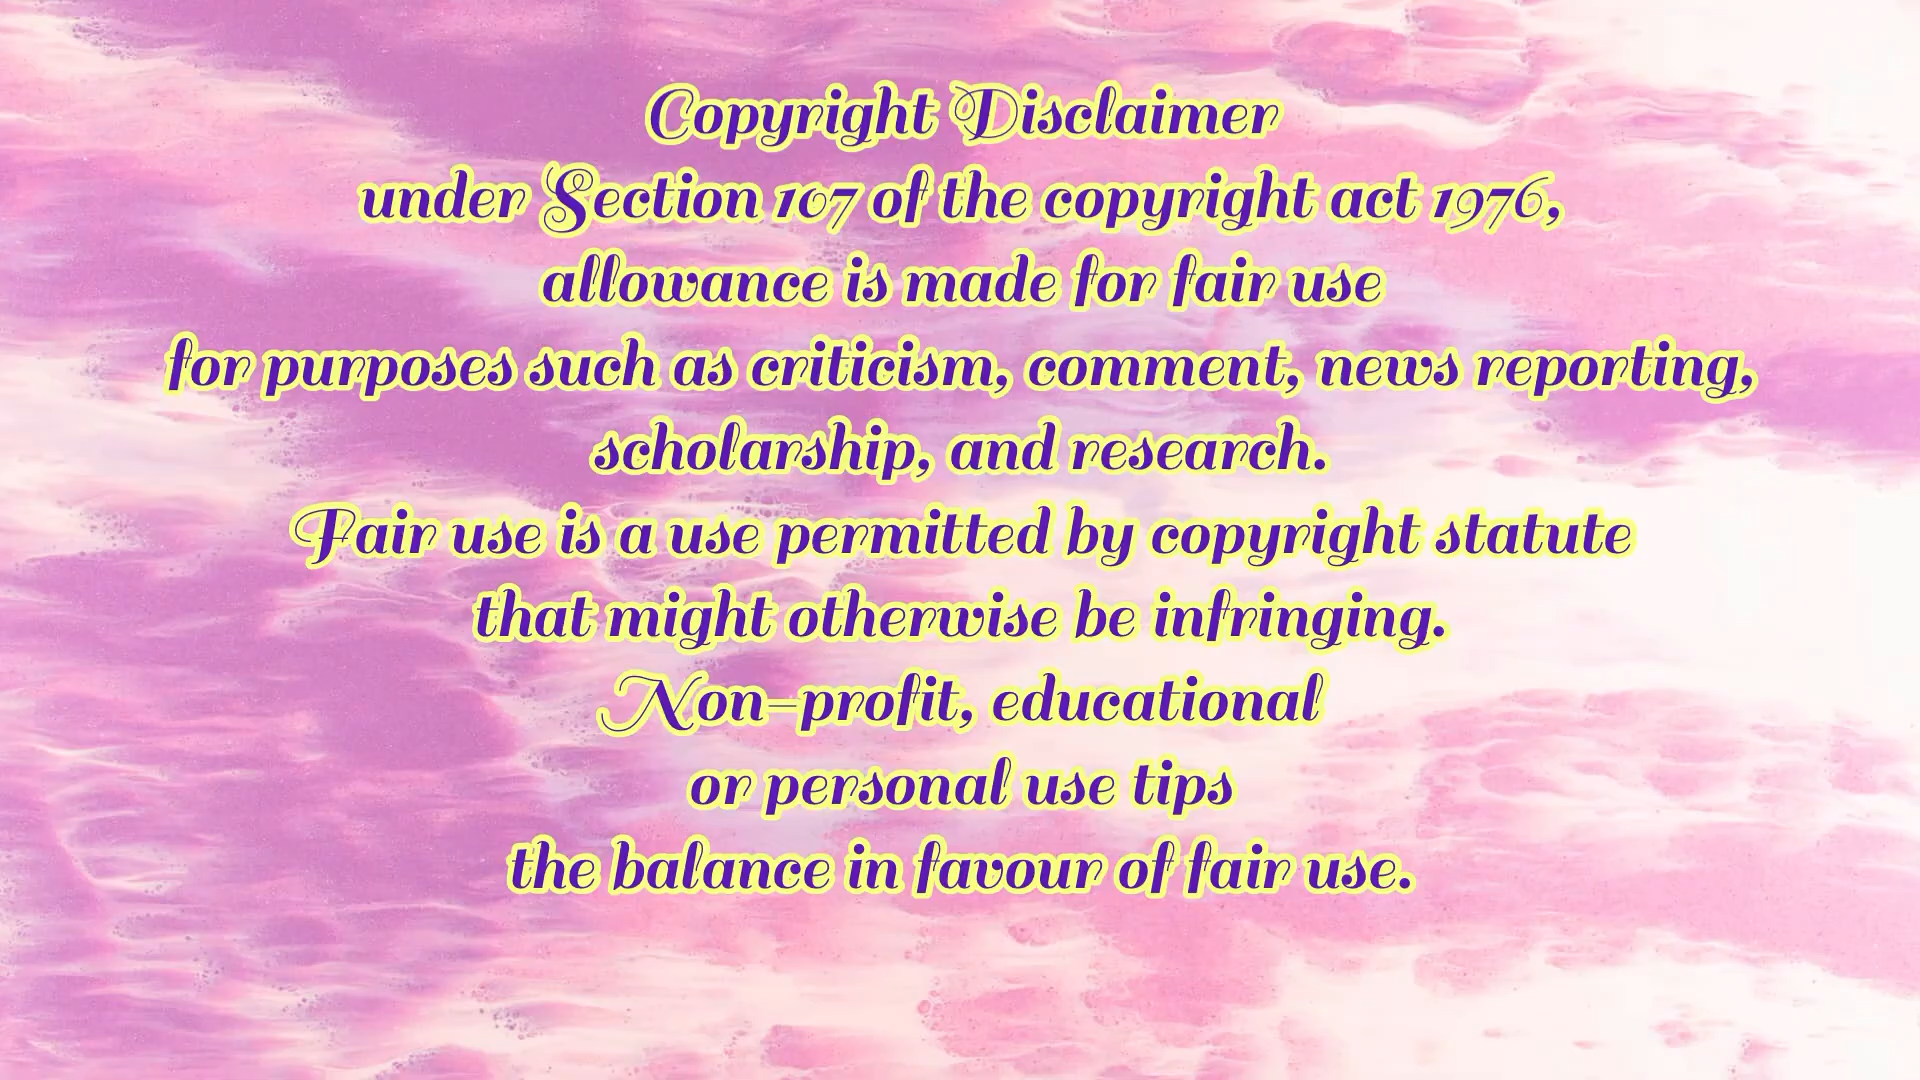 Copyright Disclaimer
under Section 107 of the copyright act 1976,
allowance is made for fair use
for purposes such as criticism, comment, news reporting,
scholarship, and research.
Fair use is a use permitted by copyright statute
that might otherwise be infringing.
Non-profit, educational
or personal use tips
the balance in favour of fair use.